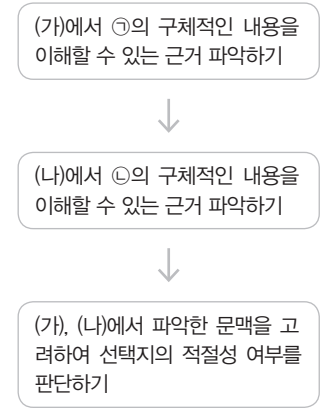 (가)에서 ㉠의 구체적인 내용을
이해할 수 있는 근거 파악하기
(나)에서 ㉡의 구체적인 내용을
이해할 수 있는 근거 파악하기
(가), (나)에서 파악한 문맥을 고
려하여 선택지의 적절성 여부를
판단하기